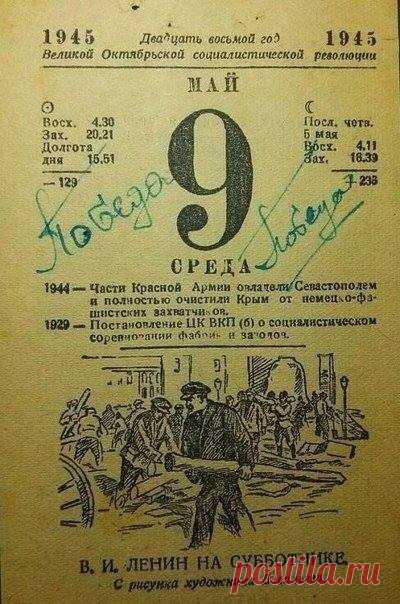 1945 Двадцать восьмой год 1945
Великой Октябрьской социалистической революции
МАЙ
Восх. 4.30
Зах. 20.21
Долгота
дня 15.51
— 129
9
Посл. четв.
5 мая
Восх. 4.11
Зах. 16.39
236
Победа
Победа!
СРЕДА
1944 — Части Красной Армии овладели Севастополем
и полностью очистили Крым от немецко-фа-
шистских захватчиков.
1929 — Постановление ЦК ВКП (б) о социалистическом
соревновании фабрик и заводов.
В. И. ЛЕНИН НА СУББОТНИКЕ.
С рисунка художника
postila.ru